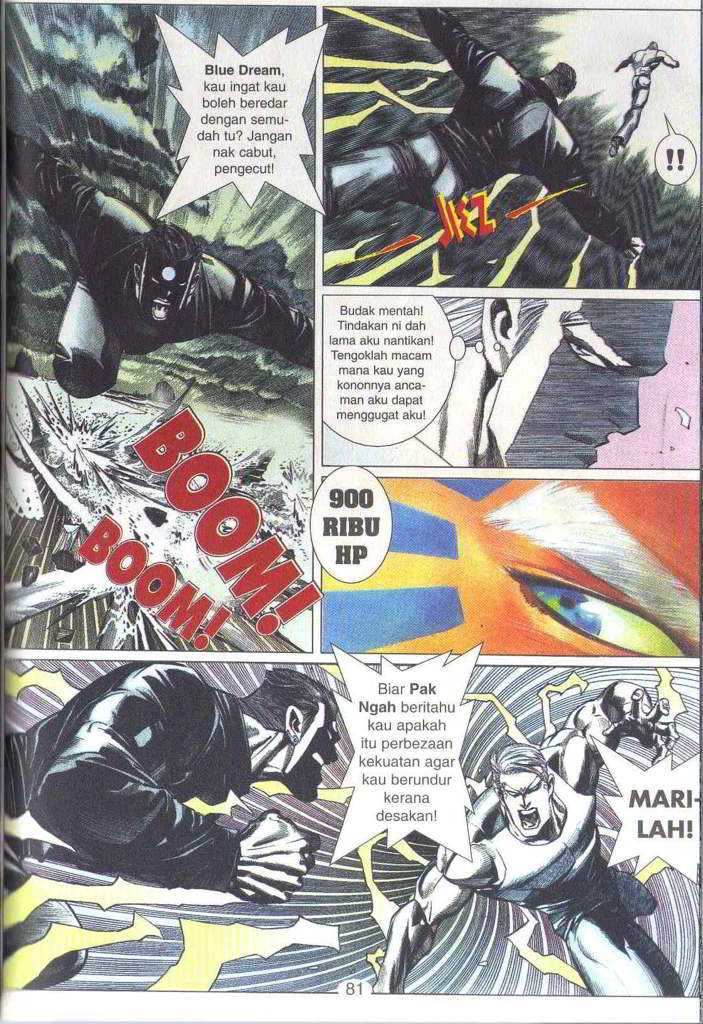 Blue Dream,
kau ingat kau
boleh beredar
dengan semu-
dah tu? Jangan
nak cabut,
pengecut!
BOOM!
BOOM!
!!
JEZZ
Budak mentah!
Tindakan ni dah
lama aku nantikan!
Tengoklah macam
mana kau yang
kononnya anca-
man aku dapat
menggugat aku!
900
RIBU
HP
Biar Pak
Ngah beritahu
kau apakah
itu perbezaan
kekuatan agar
kau berundur
kerana
desakan!
MARI-
LAH!
81